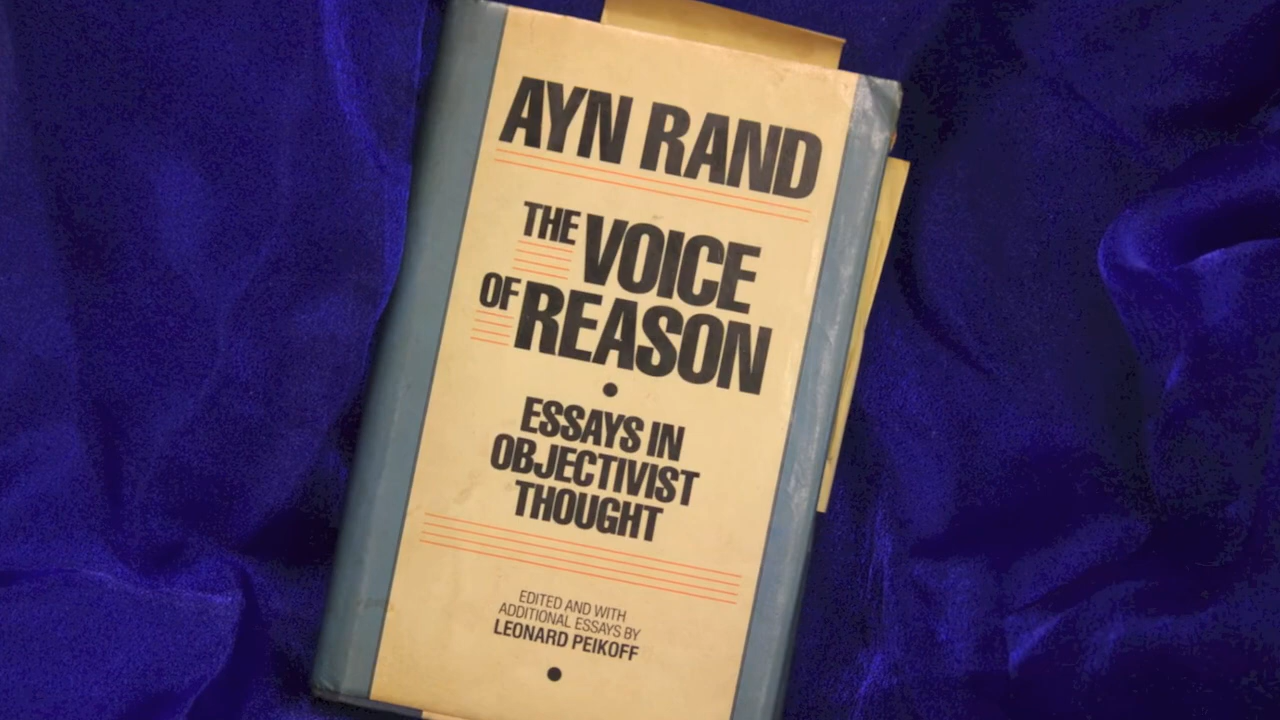 AYN RAND
THE VOICE
OF REASON
•
ESSAYS IN
OBJECTIVIST
THOUGHT
EDITED AND WITH
ADDITIONAL ESSAYS BY
LEONARD PEIKOFF
•